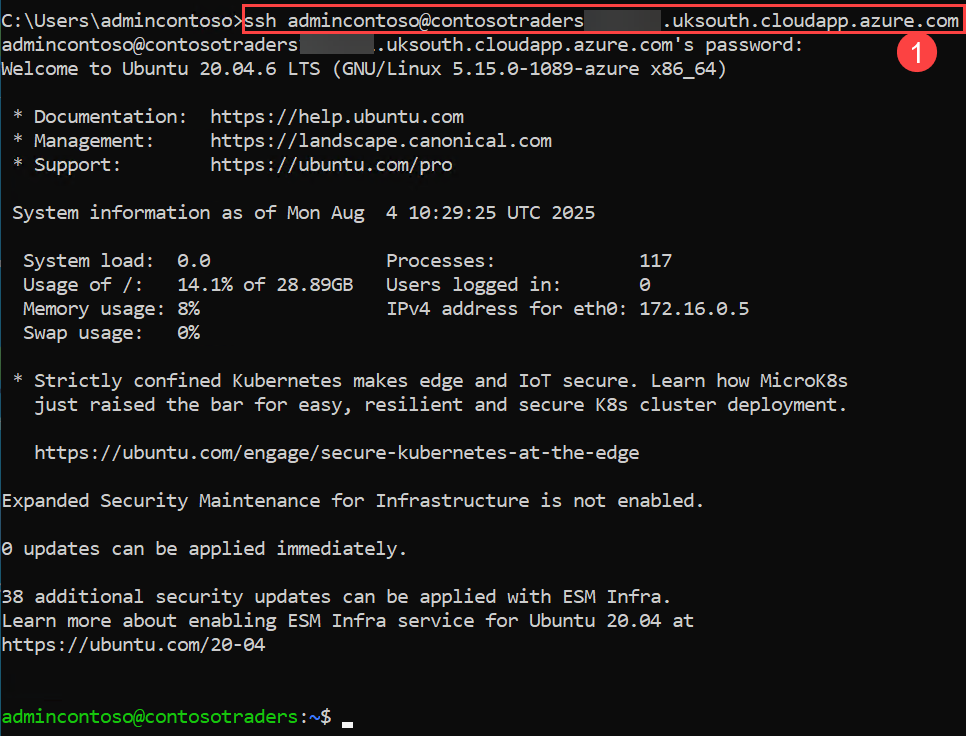 C:\Users\admincontoso>ssh admincontoso@contosotraders .uksouth.cloudapp.azure.com
admincontoso@contosotraders .uksouth.cloudapp.azure.com's password:
1
Welcome to Ubuntu 20.04.6 LTS (GNU/Linux 5.15.0-1089-azure x86_64)
* Documentation: https://help.ubuntu.com
* Management: https://landscape.canonical.com
* Support: https://ubuntu.com/pro
System information as of Mon Aug 4 10:29:25 UTC 2025
System load: 0.0 Processes: 117
Usage of /: 14.1% of 28.89GB Users logged in: 0
Memory usage: 8% IPv4 address for eth0: 172.16.0.5
Swap usage: 0%
* Strictly confined Kubernetes makes edge and IoT secure. Learn how MicroK8s
just raised the bar for easy, resilient and secure K8s cluster deployment.
https://ubuntu.com/engage/secure-kubernetes-at-the-edge
Expanded Security Maintenance for Infrastructure is not enabled.
0 updates can be applied immediately.
38 additional security updates can be applied with ESM Infra.
Learn more about enabling ESM Infra service for Ubuntu 20.04 at
https://ubuntu.com/20-04
admincontoso@contosotraders:~$